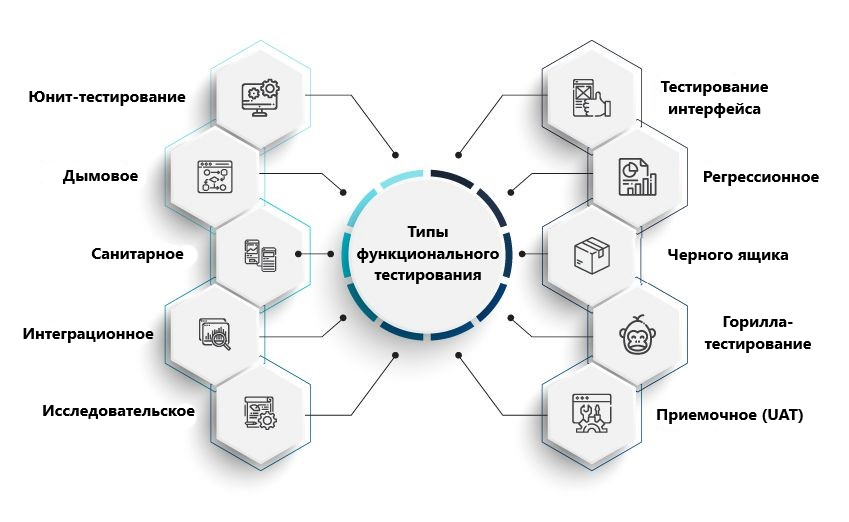 Типы
функционального
тестирования
Юнит-тестирование
Дымовое
Санитарное
Интеграционное
Исследовательское
Тестирование
интерфейса
Регрессионное
Черного ящика
Горилла-
тестирование
Приемочное (UAT)